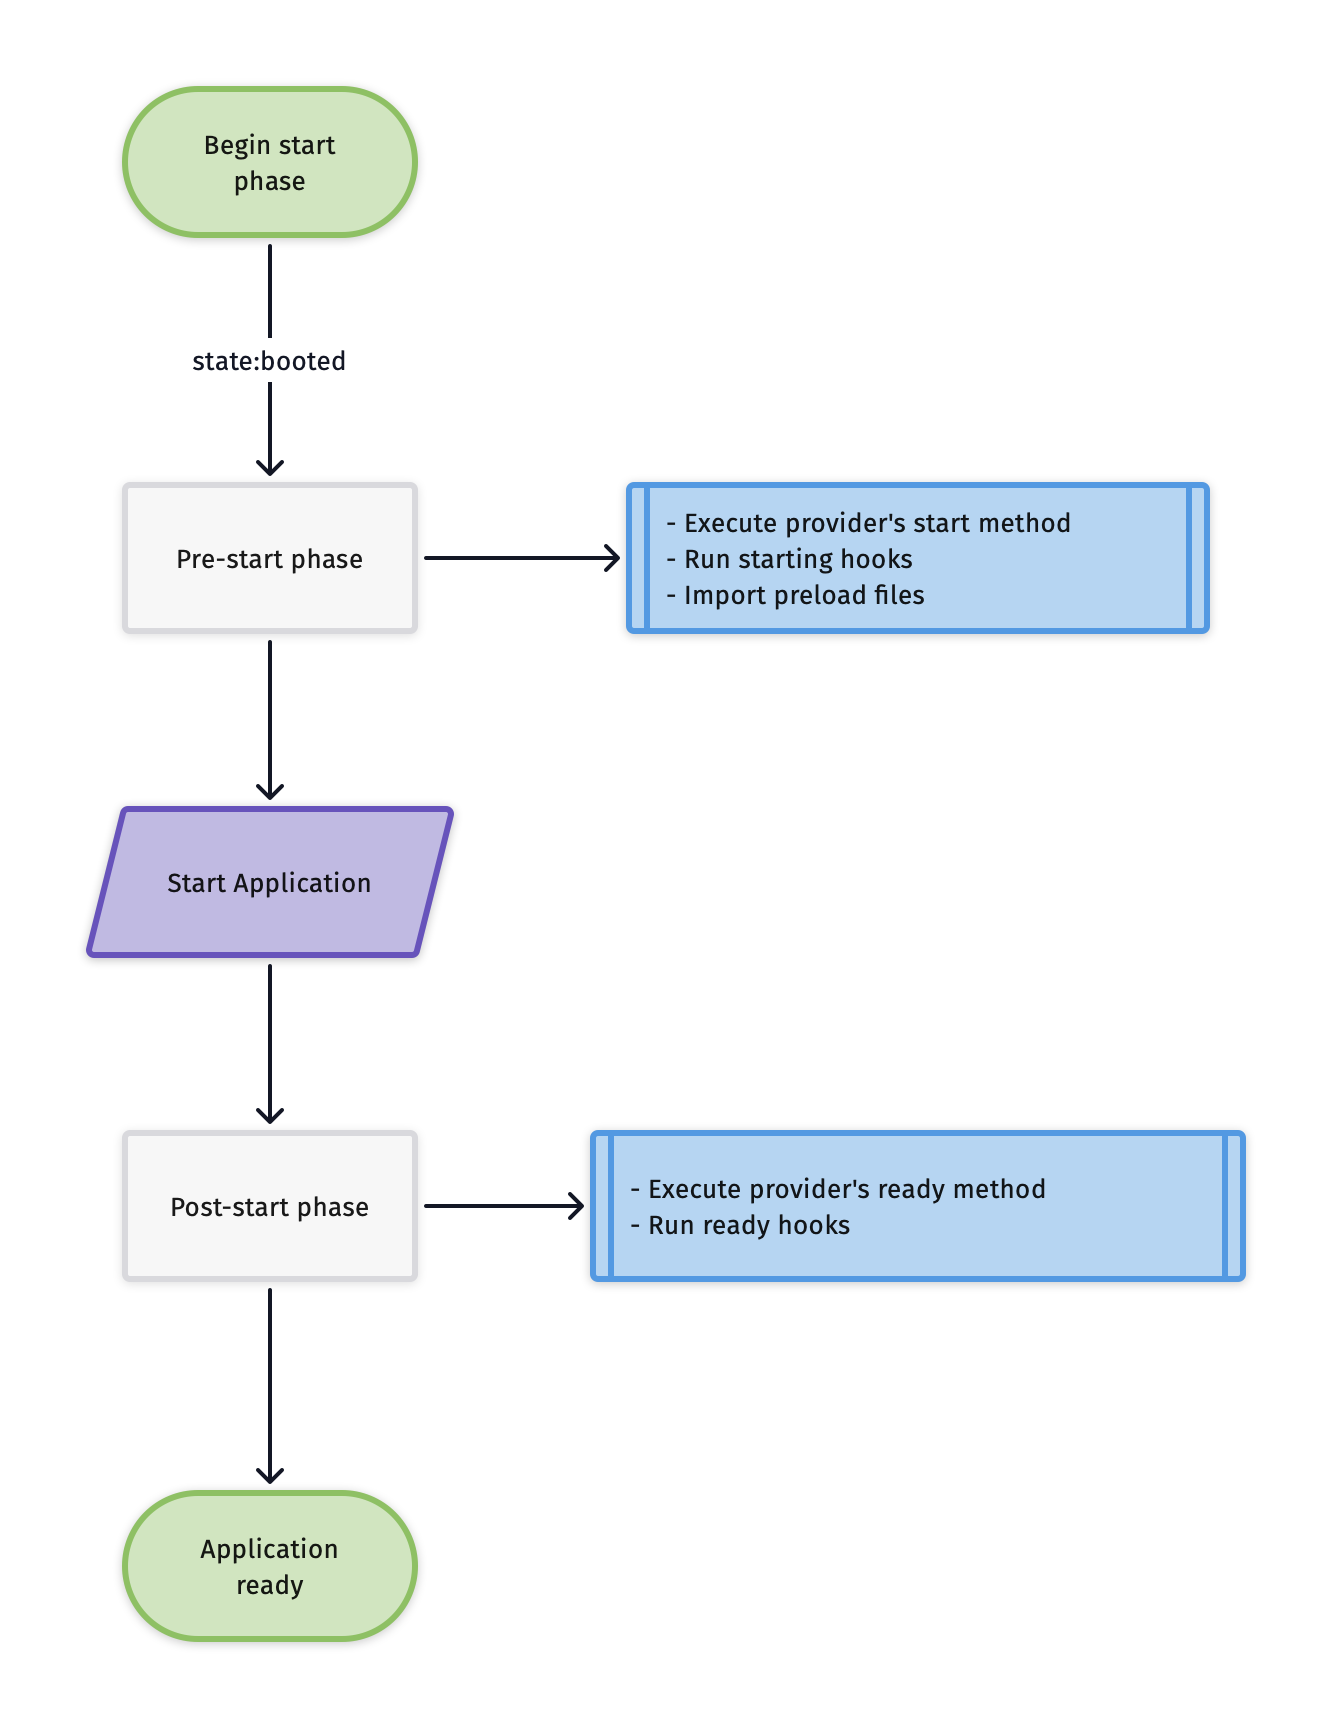 Begin start
phase
state:booted
Pre-start phase
- Execute provider's start method
- Run starting hooks
- Import preload files
Start Application
Post-start phase
- Execute provider's ready method
- Run ready hooks
Application
ready